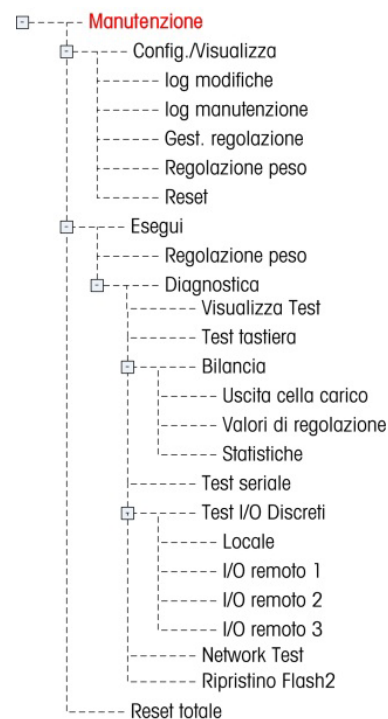 Manutenzione
Config./Visualizza
log modifiche
log manutenzione
Gest. regolazione
Regolazione peso
Reset
Esegui
Regolazione peso
Diagnostica
Visualizza Test
Test tastiera
Bilancia
Uscita cella carico
Valori di regolazione
Statistiche
Test seriale
Test I/O Discreti
Locale
I/O remoto 1
I/O remoto 2
I/O remoto 3
Network Test
Ripristino Flash2
Reset totale